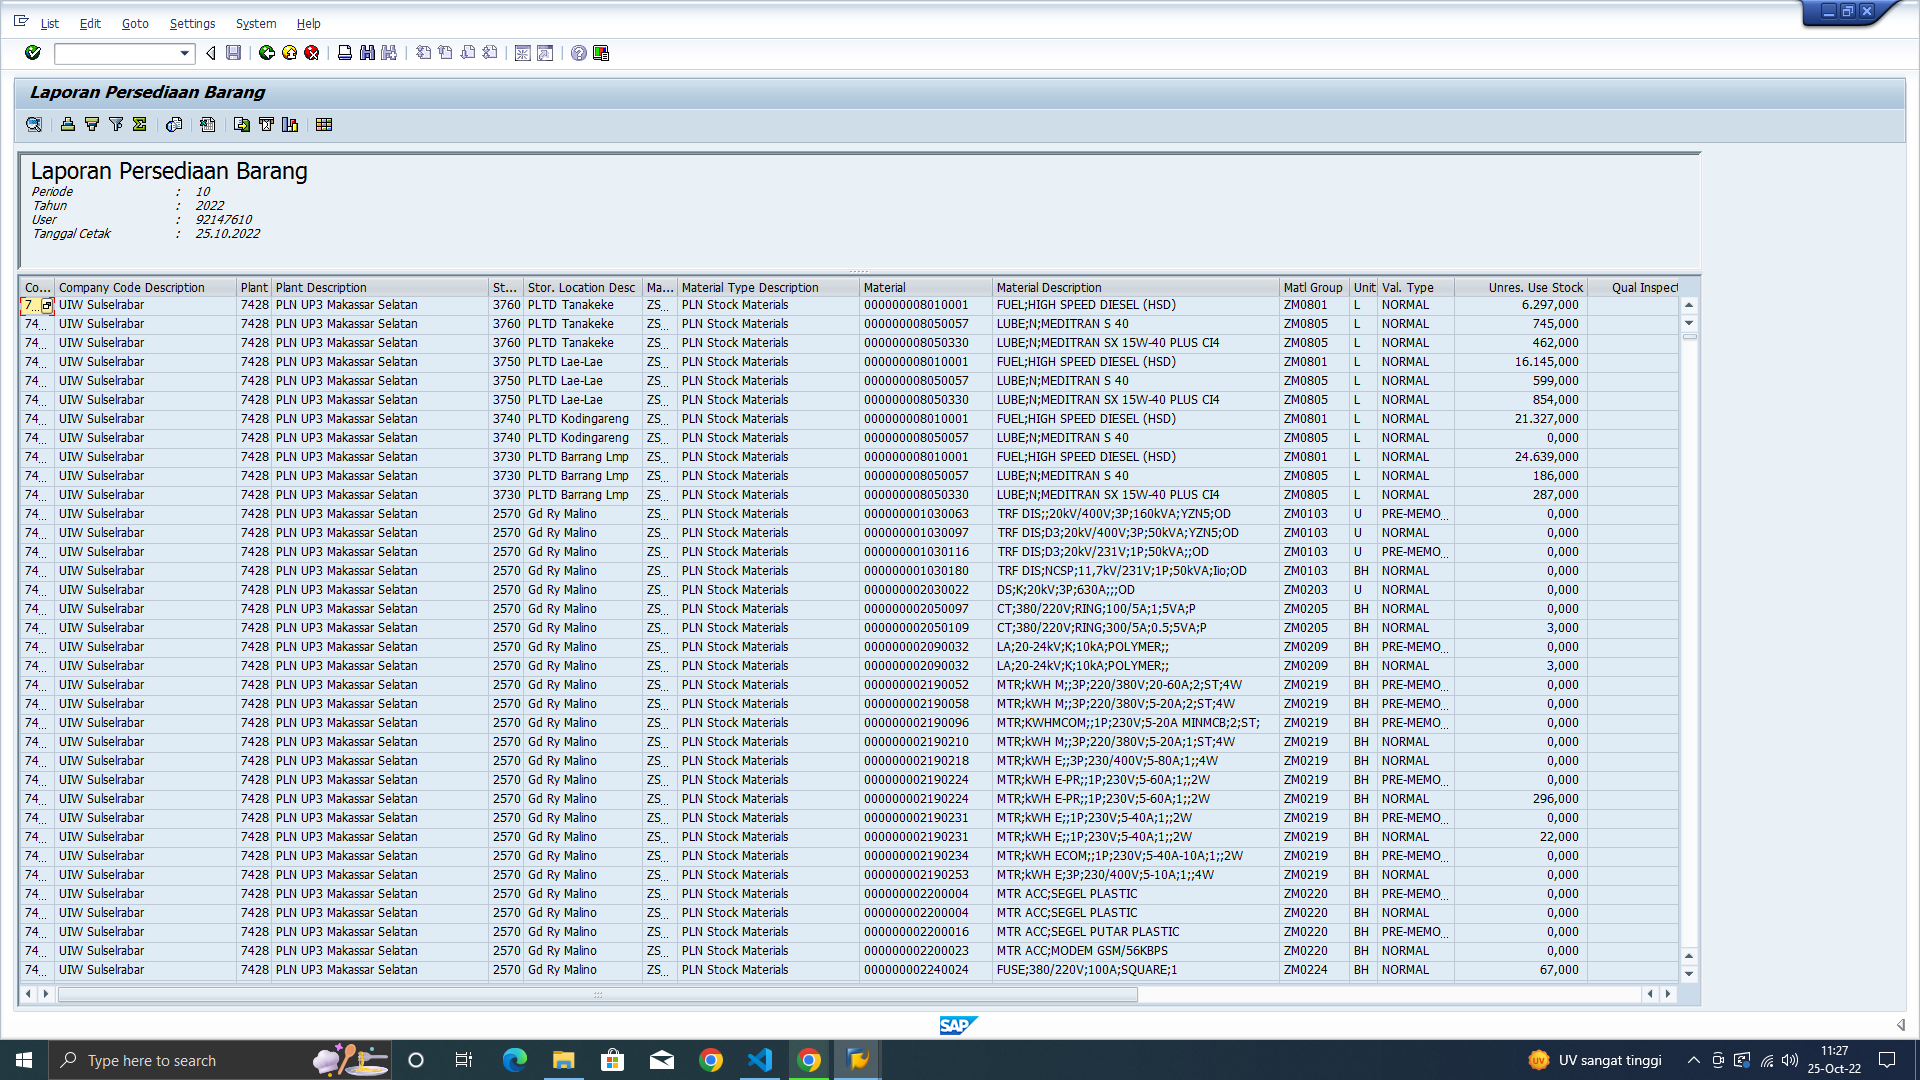 List Edit Goto Settings System Help
Laporan Persediaan Barang
Laporan Persediaan Barang
Periode : 10
Tahun : 2022
User : 92147610
Tanggal Cetak : 25.10.2022
Co... Company Code Description Plant Plant Description St... Stor. Location Desc Ma... Material Type Description Material Material Description Matl Group Unit Val. Type Unres. Use Stock Qual Inspect
7... UIW Sulselrabar 7428 PLN UP3 Makassar Selatan 3760 PLTD Tanakeke ZS... PLN Stock Materials 000000008010001 FUEL;HIGH SPEED DIESEL (HSD) ZM0801 L NORMAL 6.297,000
74... UIW Sulselrabar 7428 PLN UP3 Makassar Selatan 3760 PLTD Tanakeke ZS... PLN Stock Materials 000000008050057 LUBE;N;MEDITRAN S 40 ZM0805 L NORMAL 745,000
74... UIW Sulselrabar 7428 PLN UP3 Makassar Selatan 3760 PLTD Tanakeke ZS... PLN Stock Materials 000000008050330 LUBE;N;MEDITRAN SX 15W-40 PLUS CI4 ZM0805 L NORMAL 462,000
74... UIW Sulselrabar 7428 PLN UP3 Makassar Selatan 3750 PLTD Lae-Lae ZS... PLN Stock Materials 000000008010001 FUEL;HIGH SPEED DIESEL (HSD) ZM0801 L NORMAL 16.145,000
74... UIW Sulselrabar 7428 PLN UP3 Makassar Selatan 3750 PLTD Lae-Lae ZS... PLN Stock Materials 000000008050057 LUBE;N;MEDITRAN S 40 ZM0805 L NORMAL 599,000
74... UIW Sulselrabar 7428 PLN UP3 Makassar Selatan 3750 PLTD Lae-Lae ZS... PLN Stock Materials 000000008050330 LUBE;N;MEDITRAN SX 15W-40 PLUS CI4 ZM0805 L NORMAL 854,000
74... UIW Sulselrabar 7428 PLN UP3 Makassar Selatan 3740 PLTD Kodingareng ZS... PLN Stock Materials 000000008010001 FUEL;HIGH SPEED DIESEL (HSD) ZM0801 L NORMAL 21.327,000
74... UIW Sulselrabar 7428 PLN UP3 Makassar Selatan 3740 PLTD Kodingareng ZS... PLN Stock Materials 000000008050057 LUBE;N;MEDITRAN S 40 ZM0805 L NORMAL 0,000
74... UIW Sulselrabar 7428 PLN UP3 Makassar Selatan 3730 PLTD Barrang Lmp ZS... PLN Stock Materials 000000008010001 FUEL;HIGH SPEED DIESEL (HSD) ZM0801 L NORMAL 24.639,000
74... UIW Sulselrabar 7428 PLN UP3 Makassar Selatan 3730 PLTD Barrang Lmp ZS... PLN Stock Materials 000000008050057 LUBE;N;MEDITRAN S 40 ZM0805 L NORMAL 186,000
74... UIW Sulselrabar 7428 PLN UP3 Makassar Selatan 3730 PLTD Barrang Lmp ZS... PLN Stock Materials 000000008050330 LUBE;N;MEDITRAN SX 15W-40 PLUS CI4 ZM0805 L NORMAL 287,000
74... UIW Sulselrabar 7428 PLN UP3 Makassar Selatan 2570 Gd Ry Malino ZS... PLN Stock Materials 000000001030063 TRF DIS;;20kV/400V;3P;160kVA;YZN5;OD ZM0103 U PRE-MEMO... 0,000
74... UIW Sulselrabar 7428 PLN UP3 Makassar Selatan 2570 Gd Ry Malino ZS... PLN Stock Materials 000000001030097 TRF DIS;D3;20kV/400V;3P;50kVA;YZN5;OD ZM0103 U NORMAL 0,000
74... UIW Sulselrabar 7428 PLN UP3 Makassar Selatan 2570 Gd Ry Malino ZS... PLN Stock Materials 000000001030116 TRF DIS;D3;20kV/231V;1P;50kVA;;OD ZM0103 U PRE-MEMO... 0,000
74... UIW Sulselrabar 7428 PLN UP3 Makassar Selatan 2570 Gd Ry Malino ZS... PLN Stock Materials 000000001030180 TRF DIS;NCSP;11,7kV/231V;1P;50kVA;Iio;OD ZM0103 BH NORMAL 0,000
74... UIW Sulselrabar 7428 PLN UP3 Makassar Selatan 2570 Gd Ry Malino ZS... PLN Stock Materials 000000002030022 DS;K;20kV;3P;630A;;;OD ZM0203 U NORMAL 0,000
74... UIW Sulselrabar 7428 PLN UP3 Makassar Selatan 2570 Gd Ry Malino ZS... PLN Stock Materials 000000002050097 CT;380/220V;RING;100/5A;1;5VA;P ZM0205 BH NORMAL 0,000
74... UIW Sulselrabar 7428 PLN UP3 Makassar Selatan 2570 Gd Ry Malino ZS... PLN Stock Materials 000000002050109 CT;380/220V;RING;300/5A;0.5;5VA;P ZM0205 BH NORMAL 3,000
74... UIW Sulselrabar 7428 PLN UP3 Makassar Selatan 2570 Gd Ry Malino ZS... PLN Stock Materials 000000002090032 LA;20-24kV;K;10kA;POLYMER;; ZM0209 BH PRE-MEMO... 0,000
74... UIW Sulselrabar 7428 PLN UP3 Makassar Selatan 2570 Gd Ry Malino ZS... PLN Stock Materials 000000002090032 LA;20-24kV;K;10kA;POLYMER;; ZM0209 BH NORMAL 3,000
74... UIW Sulselrabar 7428 PLN UP3 Makassar Selatan 2570 Gd Ry Malino ZS... PLN Stock Materials 000000002190052 MTR;kWH M;;3P;220/380V;20-60A;2;ST;4W ZM0219 BH PRE-MEMO... 0,000
74... UIW Sulselrabar 7428 PLN UP3 Makassar Selatan 2570 Gd Ry Malino ZS... PLN Stock Materials 000000002190058 MTR;kWH M;;3P;220/380V;5-20A;2;ST;4W ZM0219 BH PRE-MEMO... 0,000
74... UIW Sulselrabar 7428 PLN UP3 Makassar Selatan 2570 Gd Ry Malino ZS... PLN Stock Materials 000000002190096 MTR;KWHMCOM;;1P;230V;5-20A MINMCB;2;ST; ZM0219 BH PRE-MEMO... 0,000
74... UIW Sulselrabar 7428 PLN UP3 Makassar Selatan 2570 Gd Ry Malino ZS... PLN Stock Materials 000000002190210 MTR;kWH M;;3P;220/380V;5-20A;1;ST;4W ZM0219 BH NORMAL 0,000
74... UIW Sulselrabar 7428 PLN UP3 Makassar Selatan 2570 Gd Ry Malino ZS... PLN Stock Materials 000000002190218 MTR;kWH E;;3P;230/400V;5-80A;1;;4W ZM0219 BH NORMAL 0,000
74... UIW Sulselrabar 7428 PLN UP3 Makassar Selatan 2570 Gd Ry Malino ZS... PLN Stock Materials 000000002190224 MTR;kWH E-PR;;1P;230V;5-60A;1;;2W ZM0219 BH PRE-MEMO... 0,000
74... UIW Sulselrabar 7428 PLN UP3 Makassar Selatan 2570 Gd Ry Malino ZS... PLN Stock Materials 000000002190224 MTR;kWH E-PR;;1P;230V;5-60A;1;;2W ZM0219 BH NORMAL 296,000
74... UIW Sulselrabar 7428 PLN UP3 Makassar Selatan 2570 Gd Ry Malino ZS... PLN Stock Materials 000000002190231 MTR;kWH E;;1P;230V;5-40A;1;;2W ZM0219 BH PRE-MEMO... 0,000
74... UIW Sulselrabar 7428 PLN UP3 Makassar Selatan 2570 Gd Ry Malino ZS... PLN Stock Materials 000000002190231 MTR;kWH E;;1P;230V;5-40A;1;;2W ZM0219 BH NORMAL 22,000
74... UIW Sulselrabar 7428 PLN UP3 Makassar Selatan 2570 Gd Ry Malino ZS... PLN Stock Materials 000000002190234 MTR;kWH ECOM;;1P;230V;5-40A-10A;1;;2W ZM0219 BH PRE-MEMO... 0,000
74... UIW Sulselrabar 7428 PLN UP3 Makassar Selatan 2570 Gd Ry Malino ZS... PLN Stock Materials 000000002190253 MTR;kWH E;3P;230/400V;5-10A;1;;4W ZM0219 BH NORMAL 0,000
74... UIW Sulselrabar 7428 PLN UP3 Makassar Selatan 2570 Gd Ry Malino ZS... PLN Stock Materials 000000002200004 MTR ACC;SEGEL PLASTIC ZM0220 BH PRE-MEMO... 0,000
74... UIW Sulselrabar 7428 PLN UP3 Makassar Selatan 2570 Gd Ry Malino ZS... PLN Stock Materials 000000002200004 MTR ACC;SEGEL PLASTIC ZM0220 BH NORMAL 0,000
74... UIW Sulselrabar 7428 PLN UP3 Makassar Selatan 2570 Gd Ry Malino ZS... PLN Stock Materials 000000002200016 MTR ACC;SEGEL PUTAR PLASTIC ZM0220 BH PRE-MEMO... 0,000
74... UIW Sulselrabar 7428 PLN UP3 Makassar Selatan 2570 Gd Ry Malino ZS... PLN Stock Materials 000000002200023 MTR ACC;MODEM GSM/56KBPS ZM0220 BH NORMAL 0,000
74... UIW Sulselrabar 7428 PLN UP3 Makassar Selatan 2570 Gd Ry Malino ZS... PLN Stock Materials 000000002240024 FUSE;380/220V;100A;SQUARE;1 ZM0224 BH NORMAL 67,000
SAP
Type here to search
UV sangat tinggi
11:27
25-Oct-22